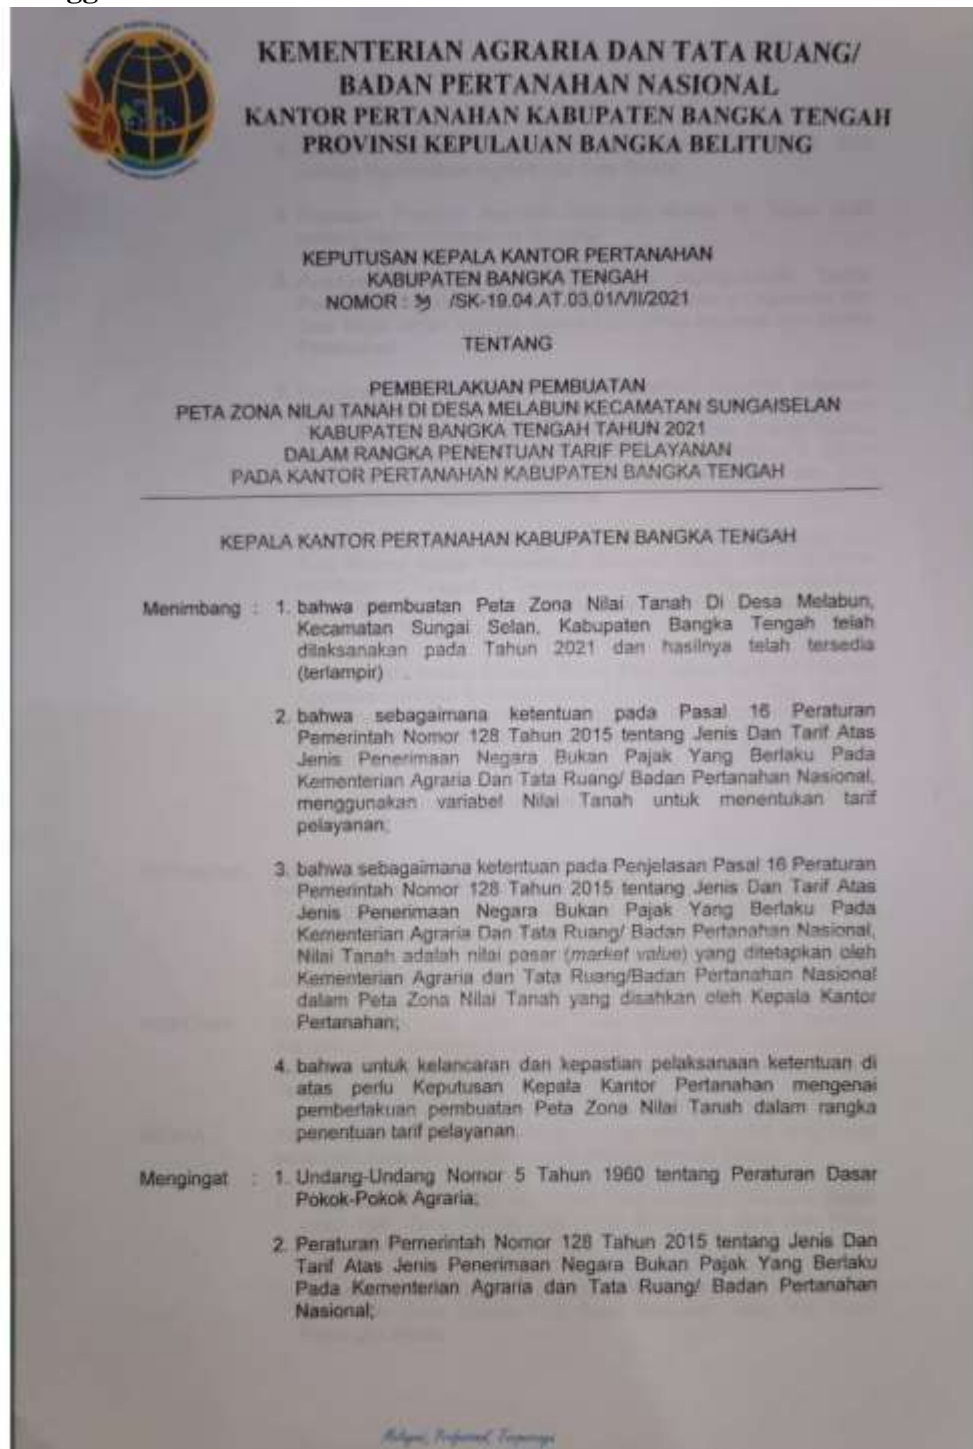 KEMENTERIAN AGRARIA DAN TATA RUANG/
BADAN PERTANAHAN NASIONAL
KANTOR PERTANAHAN KABUPATEN BANGKA TENGAH
PROVINSI KEPULAUAN BANGKA BELITUNG
KEPUTUSAN KEPALA KANTOR PERTANAHAN
KABUPATEN BANGKA TENGAH
NOMOR : /SK-19.04.AT.03.01/VII/2021
TENTANG
PEMBERLAKUAN PEMBUATAN
PETA ZONA NILAI TANAH DI DESA MELABUN KECAMATAN SUNGAISELAN
KABUPATEN BANGKA TENGAH TAHUN 2021
DALAM RANGKA PENENTUAN TARIF PELAYANAN
PADA KANTOR PERTANAHAN KABUPATEN BANGKA TENGAH
KEPALA KANTOR PERTANAHAN KABUPATEN BANGKA TENGAH
Menimbang : 1. bahwa pembuatan Peta Zona Nilai Tanah Di Desa Melabun,
Kecamatan Sungai Selan, Kabupaten Bangka Tengah telah
dilaksanakan pada Tahun 2021 dan hasilnya telah tersedia
(terlampir)
2. bahwa sebagaimana ketentuan pada Pasal 16 Peraturan
Pemerintah Nomor 128 Tahun 2015 tentang Jenis Dan Tarif Atas
Jenis Penerimaan Negara Bukan Pajak Yang Berlaku Pada
Kementerian Agraria Dan Tata Ruang/ Badan Pertanahan Nasional,
menggunakan variabel Nilai Tanah untuk menentukan tarif
pelayanan;
3. bahwa sebagaimana ketentuan pada Penjelasan Pasal 16 Peraturan
Pemerintah Nomor 128 Tahun 2015 tentang Jenis Dan Tarif Atas
Jenis Penerimaan Negara Bukan Pajak Yang Berlaku Pada
Kementerian Agraria Dan Tata Ruang/ Badan Pertanahan Nasional,
Nilai Tanah adalah nilai pasar (market value) yang ditetapkan oleh
Kementerian Agraria dan Tata Ruang/Badan Pertanahan Nasional
dalam Peta Zona Nilai Tanah yang disahkan oleh Kepala Kantor
Pertanahan;
4. bahwa untuk kelancaran dan kepastian pelaksanaan ketentuan di
atas perlu Keputusan Kepala Kantor Pertanahan mengenai
pemberlakuan pembuatan Peta Zona Nilai Tanah dalam rangka
penentuan tarif pelayanan.
Mengingat : 1. Undang-Undang Nomor 5 Tahun 1960 tentang Peraturan Dasar
Pokok-Pokok Agraria;
2. Peraturan Pemerintah Nomor 128 Tahun 2015 tentang Jenis Dan
Tarif Atas Jenis Penerimaan Negara Bukan Pajak Yang Berlaku
Pada Kementerian Agraria dan Tata Ruang/ Badan Pertanahan
Nasional;